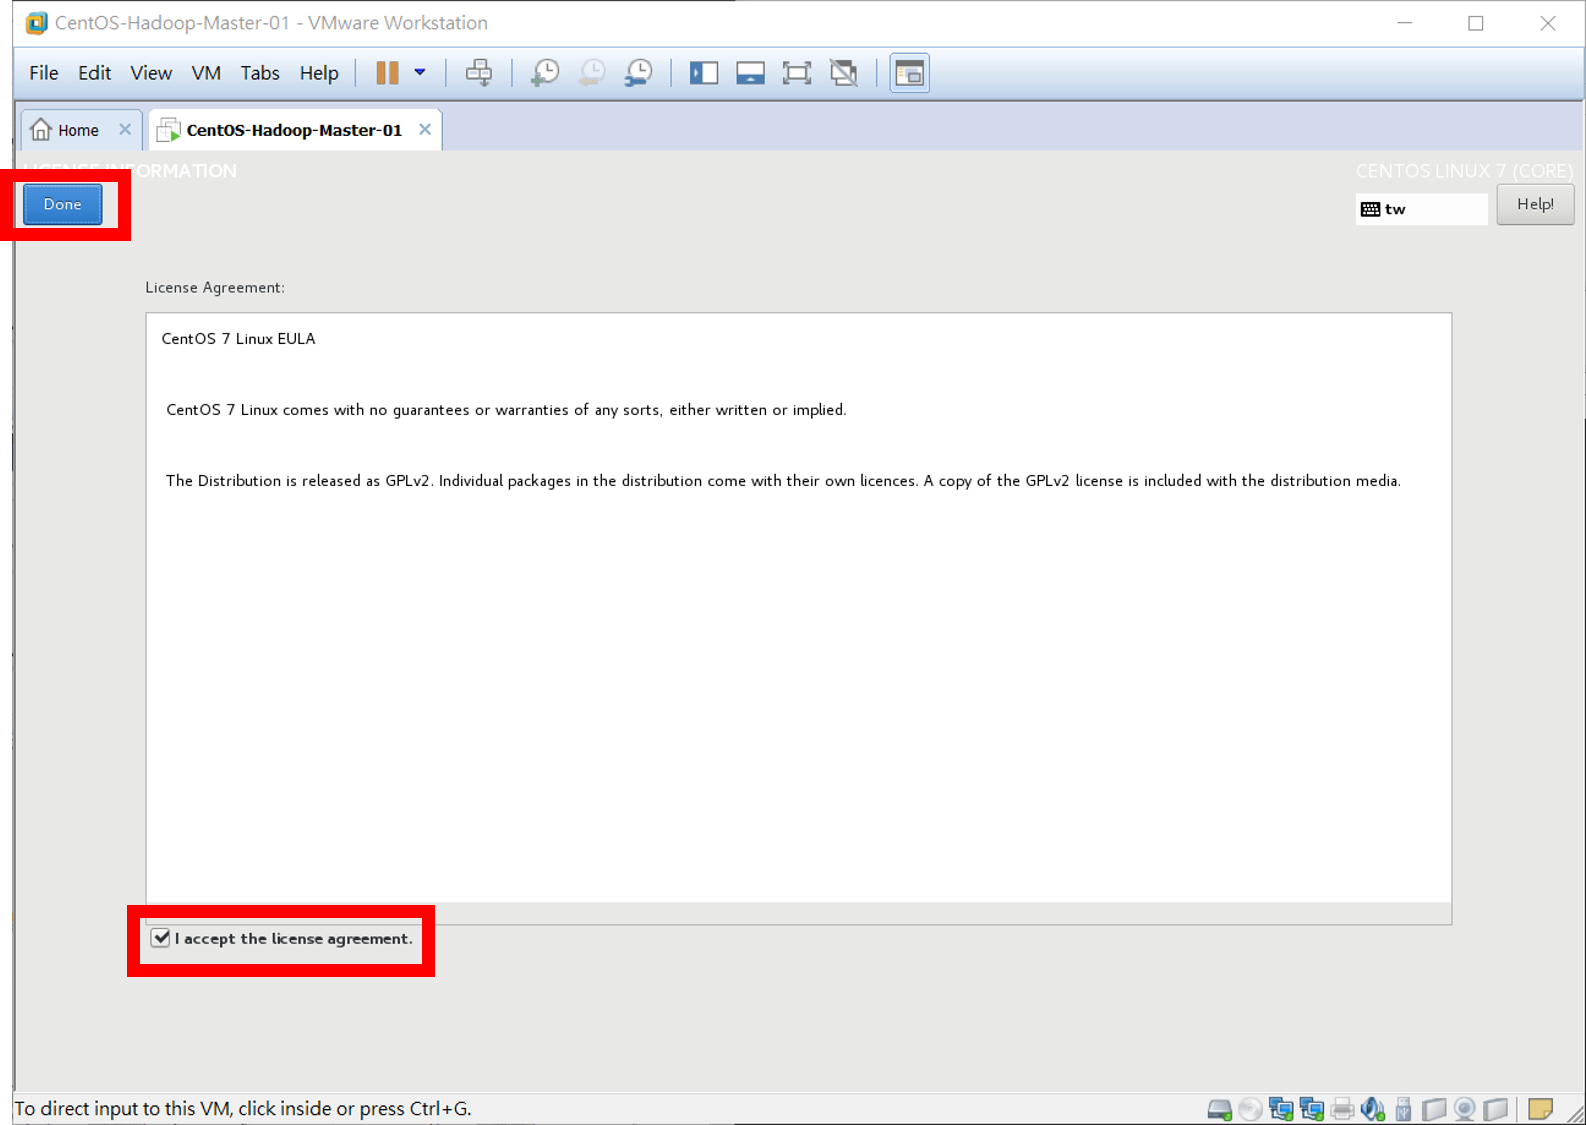 CentOS-Hadoop-Master-01 - VMware Workstation
File Edit View VM Tabs Help
Home CentOS-Hadoop-Master-01
LICENSE INFORMATION CENTOS LINUX 7 (CORE)
Done tw Help!
License Agreement:
CentOS 7 Linux EULA
CentOS 7 Linux comes with no guarantees or warranties of any sorts, either written or implied.
The Distribution is released as GPLv2. Individual packages in the distribution come with their own licences. A copy of the GPLv2 license is included with the distribution media.
I accept the license agreement.
To direct input to this VM, click inside or press Ctrl+G.